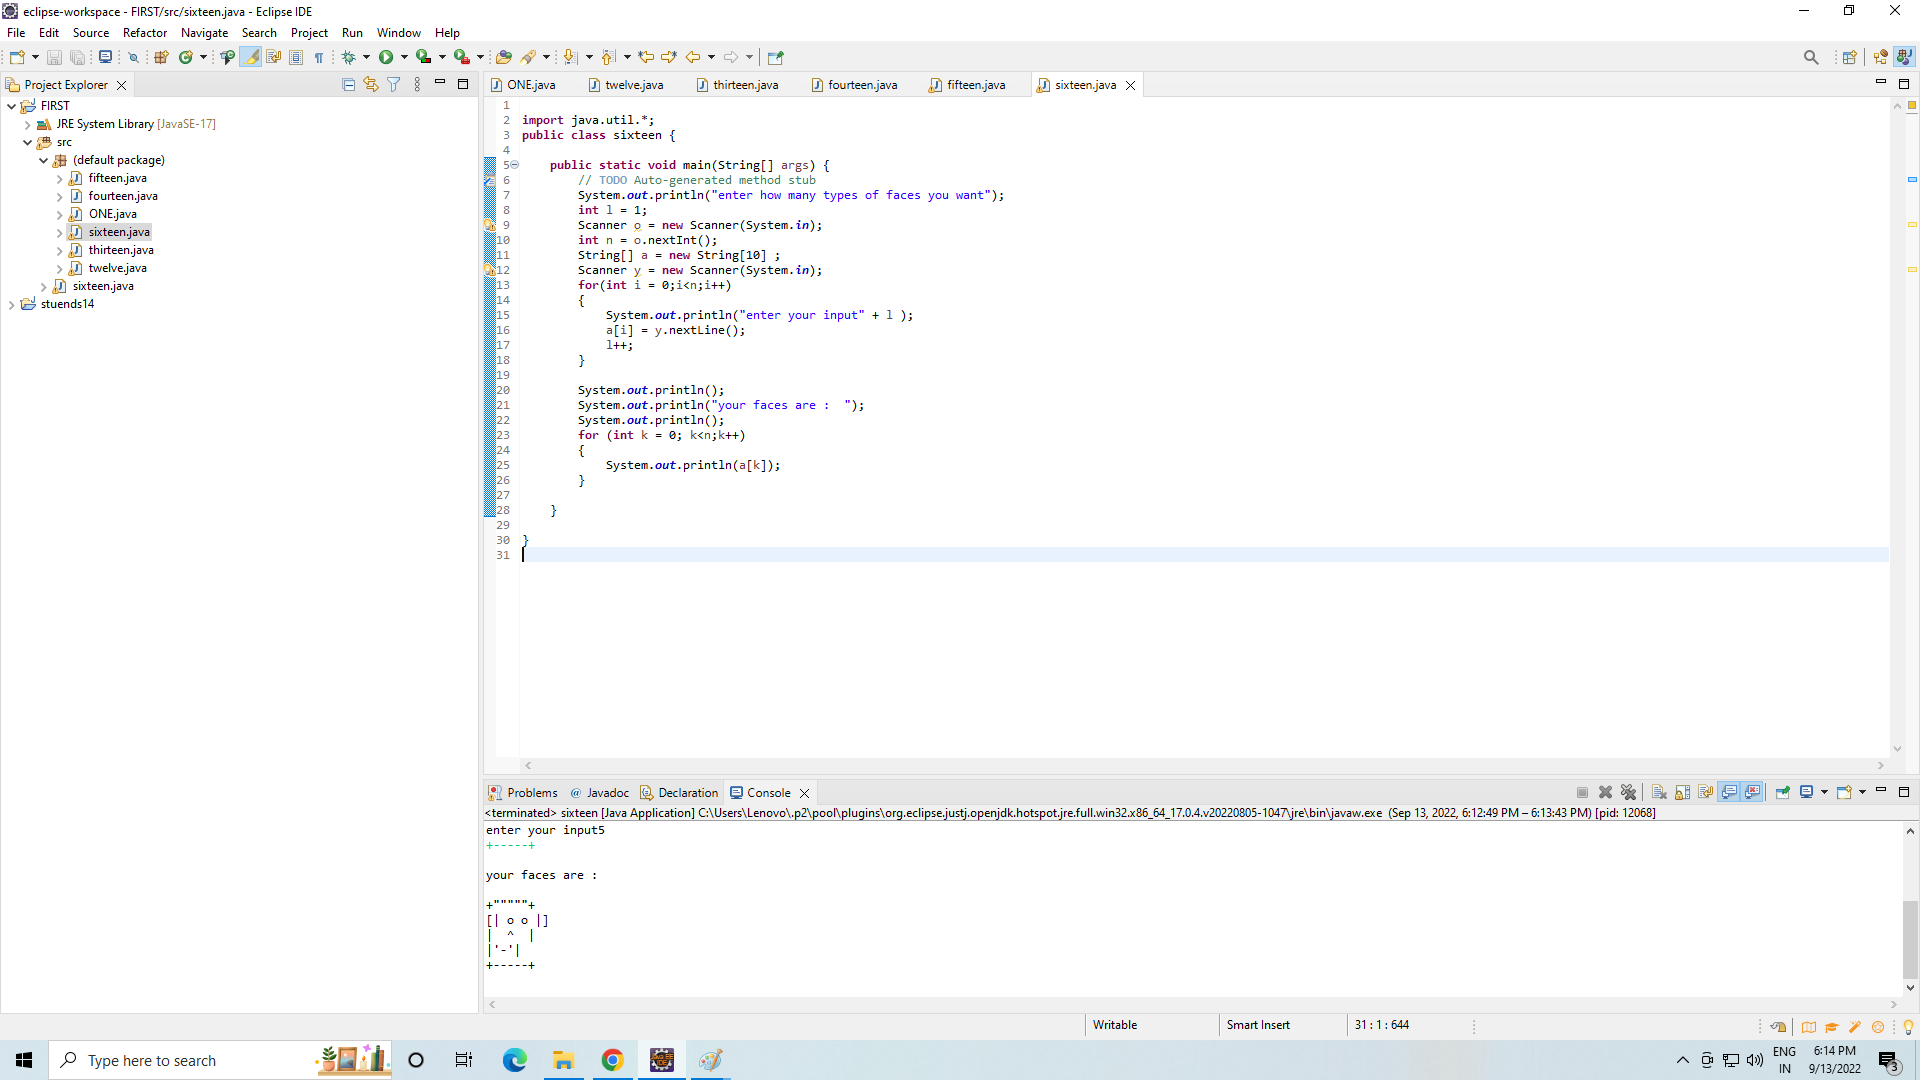 eclipse-workspace - FIRST/src/sixteen.java - Eclipse IDE
File Edit Source Refactor Navigate Search Project Run Window Help
Project Explorer
FIRST
JRE System Library [JavaSE-17]
src
(default package)
fifteen.java
fourteen.java
ONE.java
sixteen.java
thirteen.java
twelve.java
sixteen.java
stuends14
ONE.java twelve.java thirteen.java fourteen.java fifteen.java sixteen.java
1
2 import java.util.*;
3 public class sixteen {
4
5 public static void main(String[] args) {
6 // TODO Auto-generated method stub
7 System.out.println("enter how many types of faces you want");
8 int l = 1;
9 Scanner o = new Scanner(System.in);
10 int n = o.nextInt();
11 String[] a = new String[10] ;
12 Scanner y = new Scanner(System.in);
13 for(int i = 0;i<n;i++)
14 {
15 System.out.println("enter your input" + l );
16 a[i] = y.nextLine();
17 l++;
18 }
19
20 System.out.println();
21 System.out.println("your faces are :  ");
22 System.out.println();
23 for (int k = 0; k<n;k++)
24 {
25 System.out.println(a[k]);
26 }
27
28 }
29
30 }
31
Problems @ Javadoc Declaration Console
<terminated> sixteen [Java Application] C:\Users\Lenovo\.p2\pool\plugins\org.eclipse.justj.openjdk.hotspot.jre.full.win32.x86_64_17.0.4.v20220805-1047\jre\bin\javaw.exe (Sep 13, 2022, 6:12:49 PM – 6:13:43 PM) [pid: 12068]
enter your input5
+-----+
your faces are :
+"""""+
[| o o |]
|  ^  |
|'-'|
+-----+
Writable Smart Insert 31 : 1 : 644
Type here to search
ENG 6:14 PM
IN 9/13/2022 3